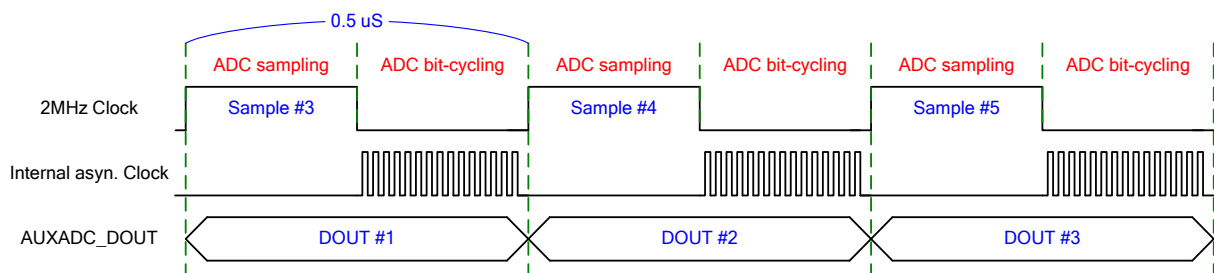 0.5 uS
ADC sampling ADC bit-cycling ADC sampling ADC bit-cycling ADC sampling ADC bit-cycling
2MHz Clock Sample #3 Sample #4 Sample #5
Internal asyn. Clock
AUXADC_DOUT DOUT #1 DOUT #2 DOUT #3